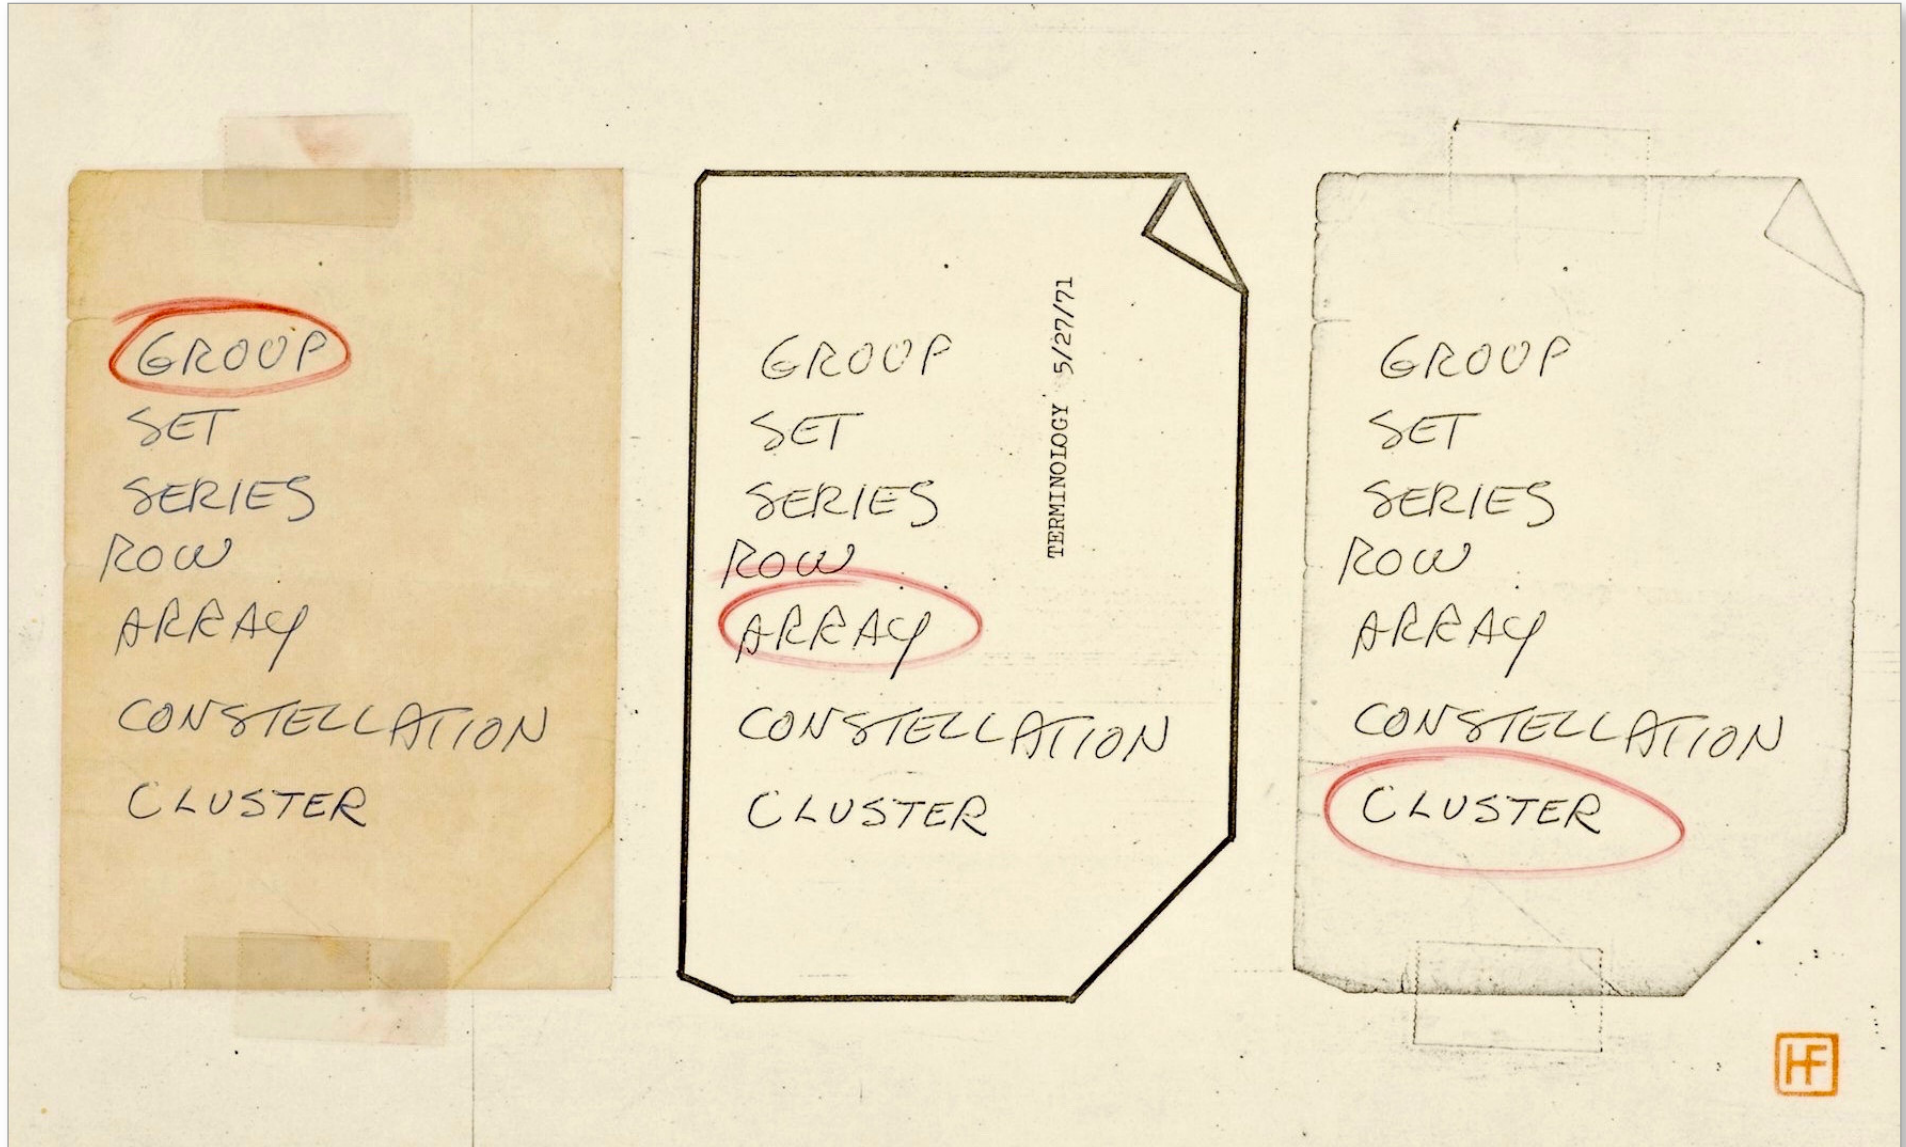 GROUP
SET
SERIES
ROW
ARRAY
CONSTELLATION
CLUSTER
GROUP
SET
SERIES
ROW
ARRAY
CONSTELLATION
CLUSTER
TERMINOLOGY 5/27/71
GROUP
SET
SERIES
ROW
ARRAY
CONSTELLATION
CLUSTER
HF